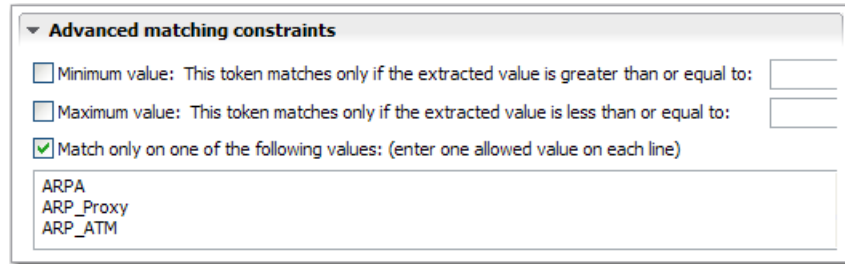 Advanced matching constraints
Minimum value: This token matches only if the extracted value is greater than or equal to:
Maximum value: This token matches only if the extracted value is less than or equal to:
Match only on one of the following values: (enter one allowed value on each line)
ARPA
ARP_Proxy
ARP_ATM